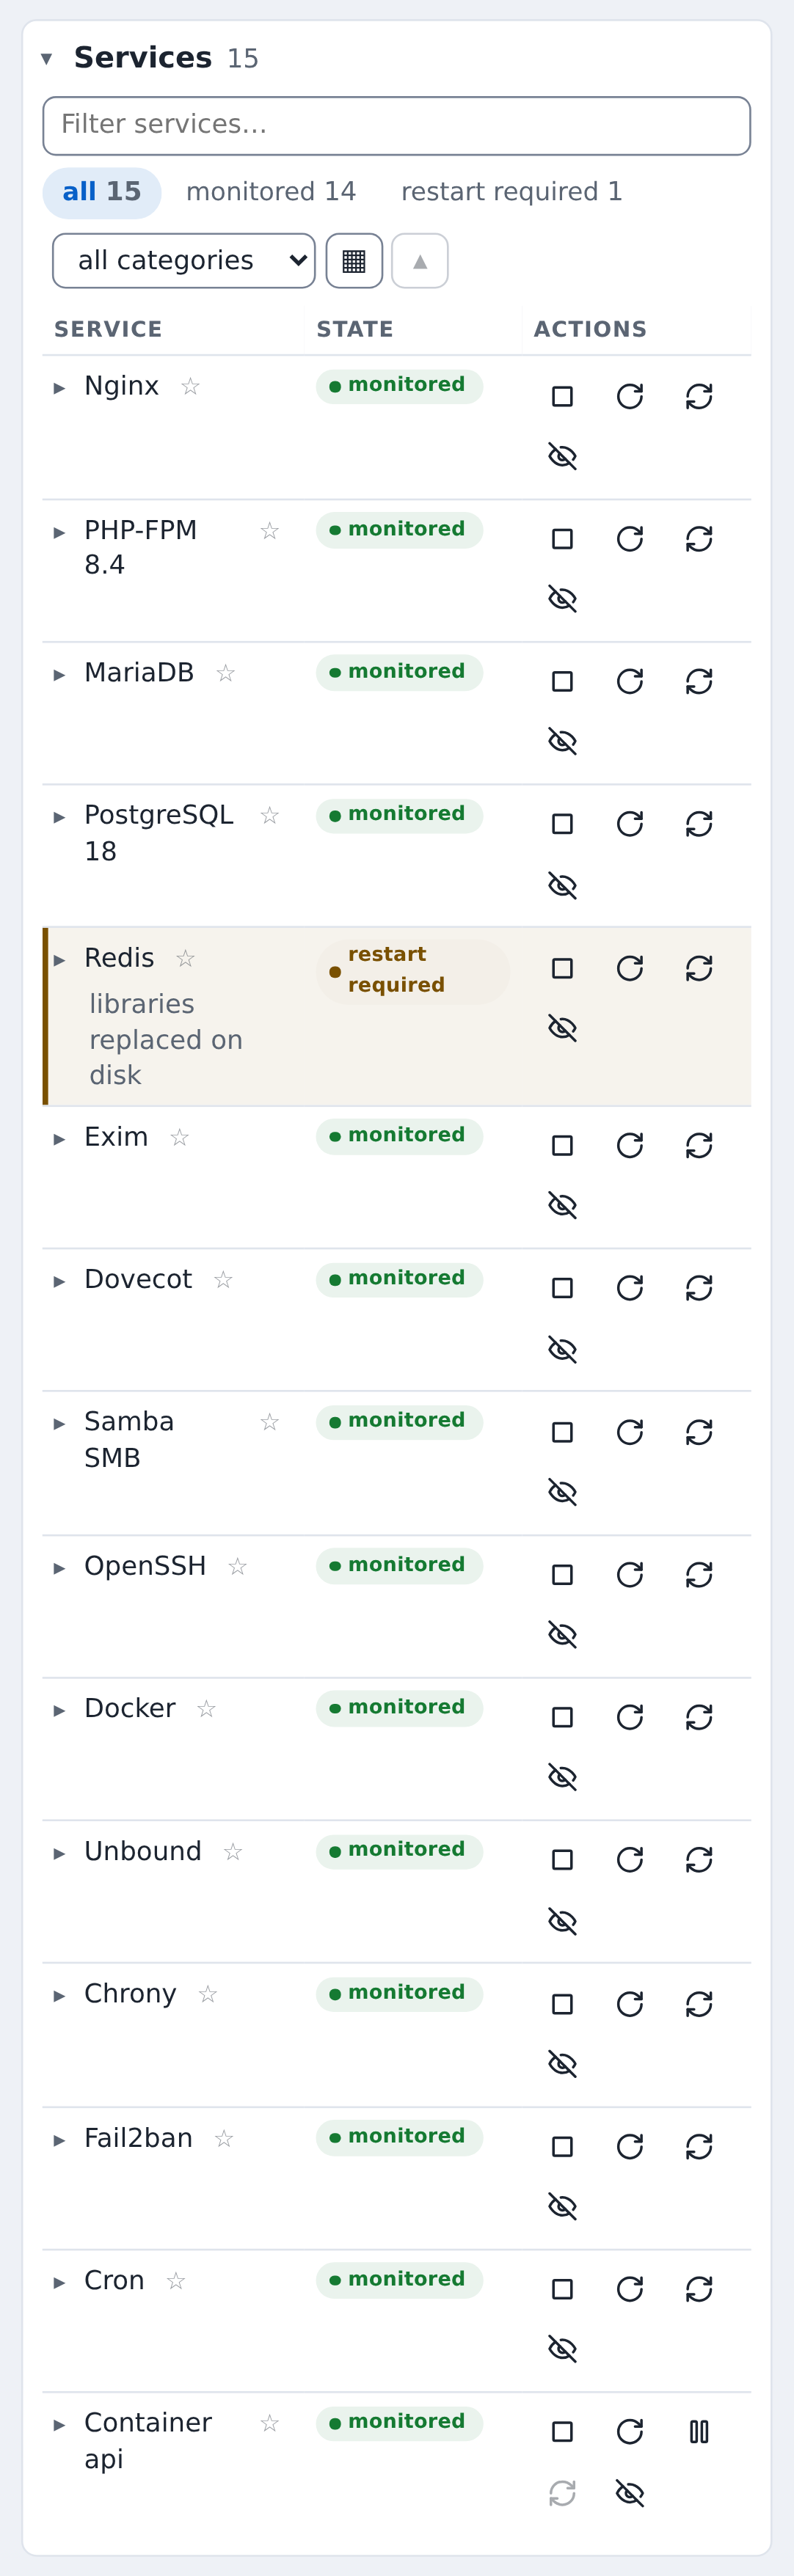 Services 15
Filter services...
all 15 monitored 14 restart required 1
all categories
SERVICE STATE ACTIONS
Nginx monitored
PHP-FPM 8.4 monitored
MariaDB monitored
PostgreSQL 18 monitored
Redis restart required
libraries replaced on disk
Exim monitored
Dovecot monitored
Samba SMB monitored
OpenSSH monitored
Docker monitored
Unbound monitored
Chrony monitored
Fail2ban monitored
Cron monitored
Container api monitored